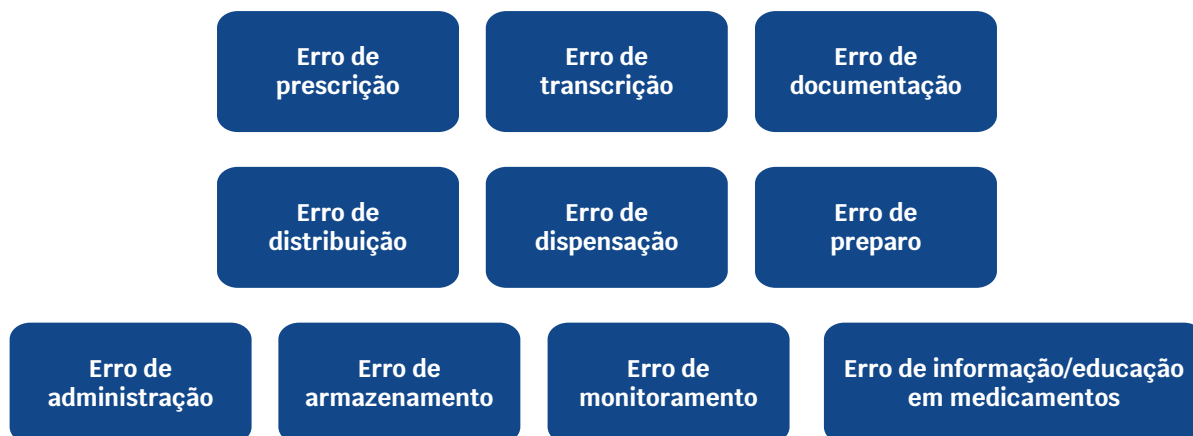 Erro de
prescrição
Erro de
transcrição
Erro de
documentação
Erro de
distribuição
Erro de
dispensação
Erro de
preparo
Erro de
administração
Erro de
armazenamento
Erro de
monitoramento
Erro de informação/educação
em medicamentos